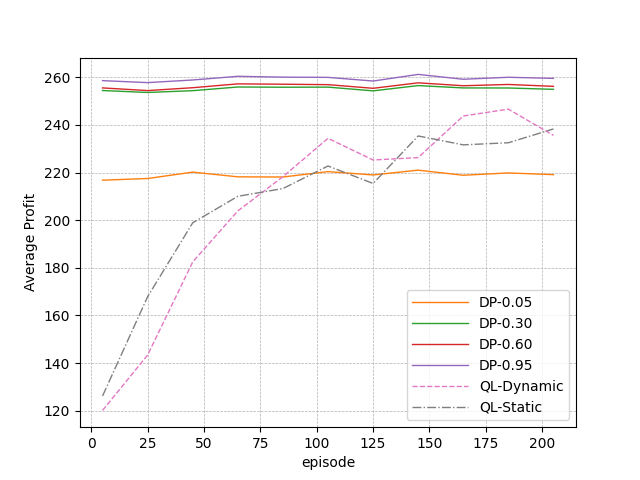 260
240
220
200
180
160
140
120
Average Profit
DP-0.05
DP-0.30
DP-0.60
DP-0.95
QL-Dynamic
QL-Static
0 25 50 75 100 125 150 175 200
episode